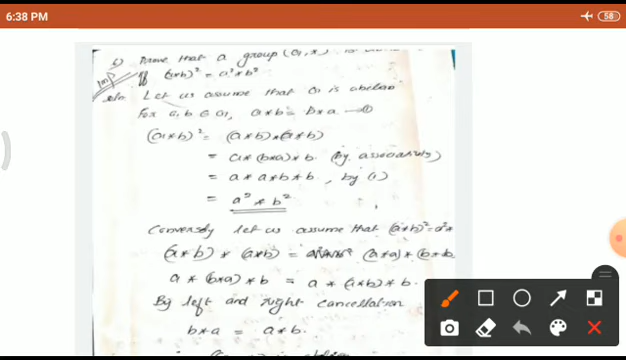 6:38 PM
58
6) Prove that a group (G, *) is
iff (a*b)² = a² * b²
soln Let us assume that G is abelian
For a, b ∈ G, a*b = b*a —①
(a*b)² = (a*b)*(a*b)
= a*(b*a)*b (By associativity)
= a*a*b*b, by (1)
= a² * b²
Conversely let us assume that (a*b)² = a² *
(a*b) * (a*b) = (a*a)*(b*b
a * (b*a) * b = a * (a*b) * b.
By left and right cancellation
b*a = a*b.